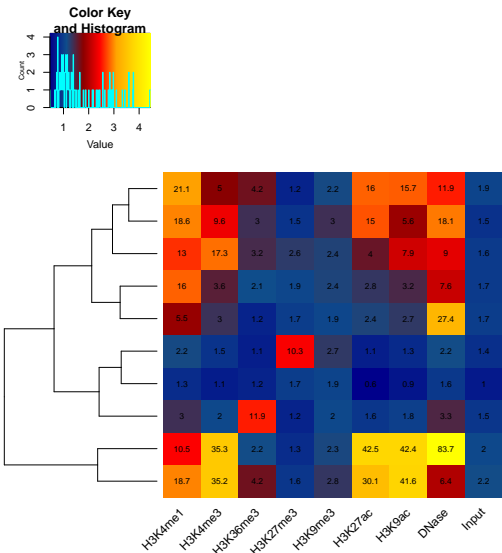 Color Key
and Histogram
Count
0 1 2 3 4
1 2 3 4
Value
21.1 5 4.2 1.2 2.2 16 15.7 11.9 1.9
18.6 9.6 3 1.5 3 15 5.6 18.1 1.5
13 17.3 3.2 2.6 2.4 4 7.9 9 1.6
16 3.6 2.1 1.9 2.4 2.8 3.2 7.6 1.7
5.5 3 1.2 1.7 1.9 2.4 2.7 27.4 1.7
2.2 1.5 1.1 10.3 2.7 1.1 1.3 2.2 1.4
1.3 1.1 1.2 1.7 1.9 0.9 1.6 1
3 2 11.9 1.2 2 1.6 1.8 3.3 1.5
10.5 35.3 2.2 1.3 2.3 42.5 42.4 83.7 2
18.7 35.2 4.2 1.6 2.8 30.1 41.6 6.4 2.2
H3K4me1 H3K4me3 H3K36me3 H3K27me3 H3K9me3 H3K27ac H3K9ac DNase Input